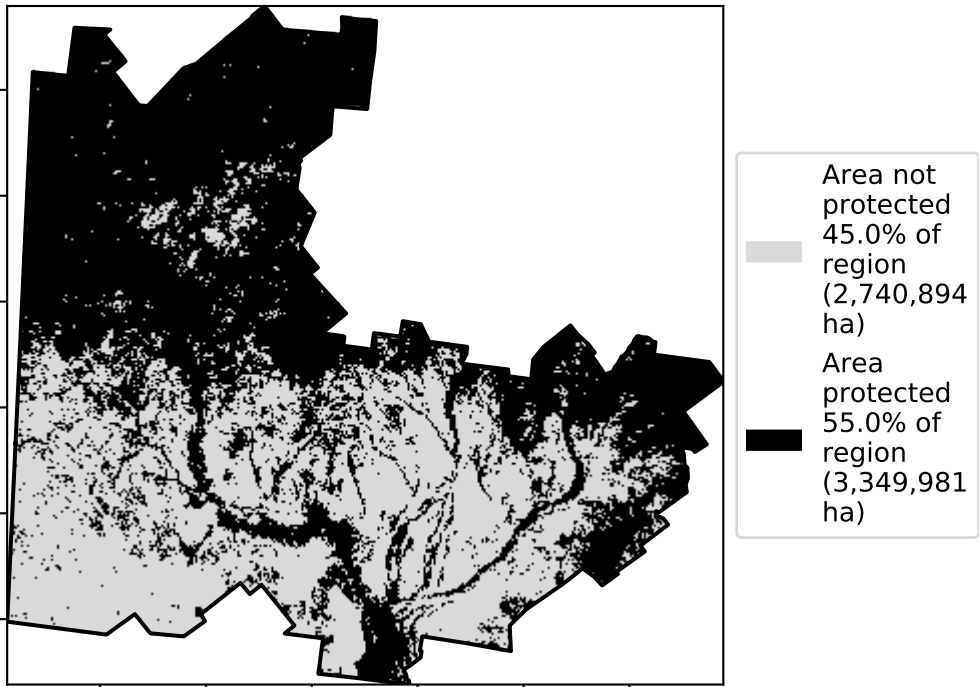 Area not
protected
45.0% of
region
(2,740,894
ha)
Area
protected
55.0% of
region
(3,349,981
ha)